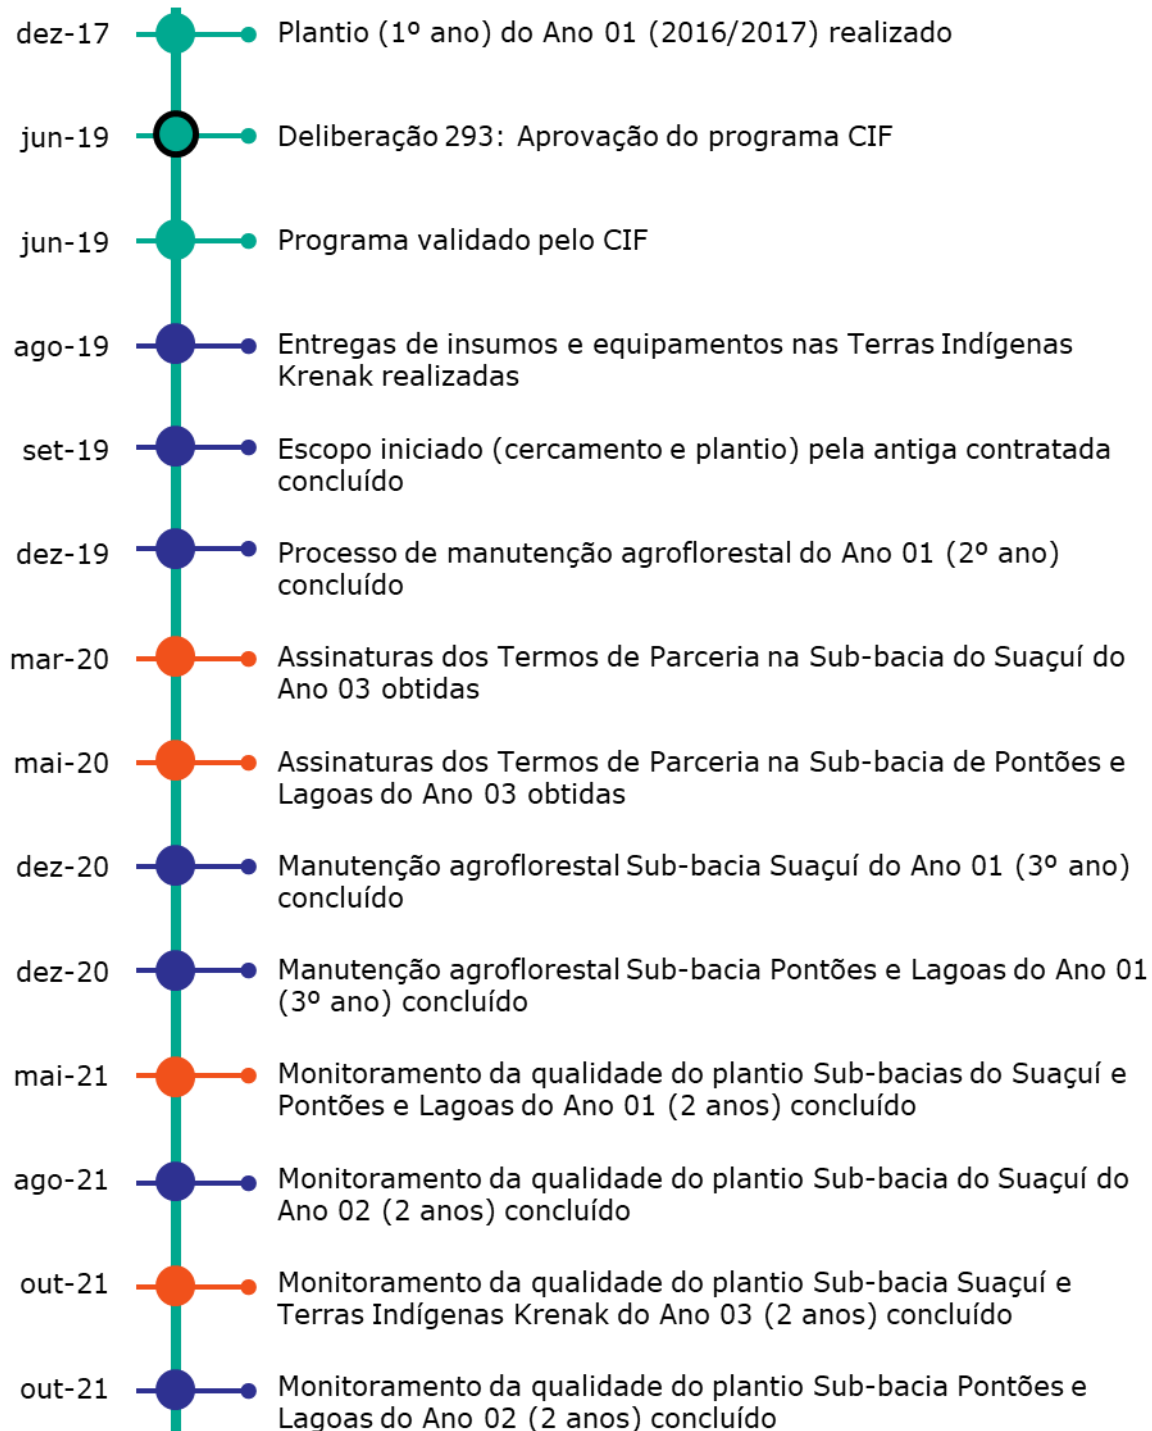 dez-17 Plantio (1º ano) do Ano 01 (2016/2017) realizado
jun-19 Deliberação 293: Aprovação do programa CIF
jun-19 Programa validado pelo CIF
ago-19 Entregas de insumos e equipamentos nas Terras Indígenas
Krenak realizadas
set-19 Escopo iniciado (cercamento e plantio) pela antiga contratada
concluído
dez-19 Processo de manutenção agroflorestal do Ano 01 (2º ano)
concluído
mar-20 Assinaturas dos Termos de Parceria na Sub-bacia do Suaçuí do
Ano 03 obtidas
mai-20 Assinaturas dos Termos de Parceria na Sub-bacia de Pontões e
Lagoas do Ano 03 obtidas
dez-20 Manutenção agroflorestal Sub-bacia Suaçuí do Ano 01 (3º ano)
concluído
dez-20 Manutenção agroflorestal Sub-bacia Pontões e Lagoas do Ano 01
(3º ano) concluído
mai-21 Monitoramento da qualidade do plantio Sub-bacias do Suaçuí e
Pontões e Lagoas do Ano 01 (2 anos) concluído
ago-21 Monitoramento da qualidade do plantio Sub-bacia do Suaçuí do
Ano 02 (2 anos) concluído
out-21 Monitoramento da qualidade do plantio Sub-bacia Suaçuí e
Terras Indígenas Krenak do Ano 03 (2 anos) concluído
out-21 Monitoramento da qualidade do plantio Sub-bacia Pontões e
Lagoas do Ano 02 (2 anos) concluído